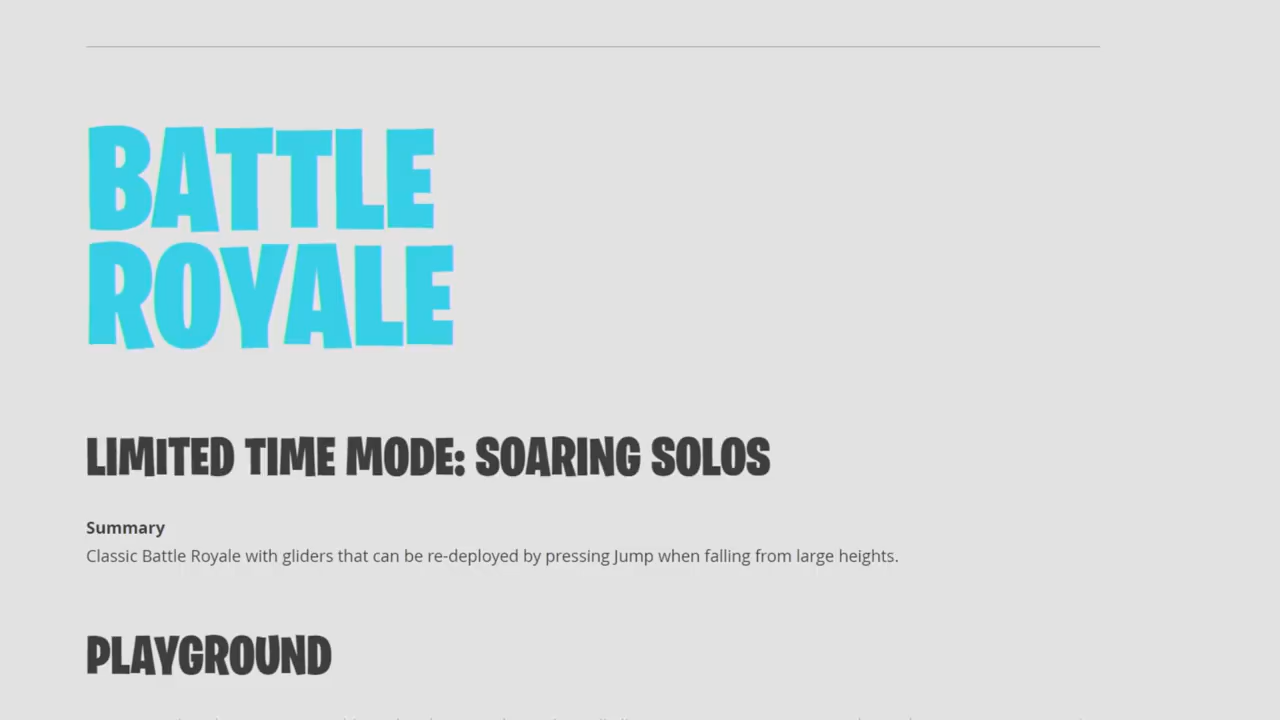 BATTLE
ROYALE
LIMITED TIME MODE: SOARING SOLOS
Summary
Classic Battle Royale with gliders that can be re-deployed by pressing Jump when falling from large heights.
PLAYGROUND